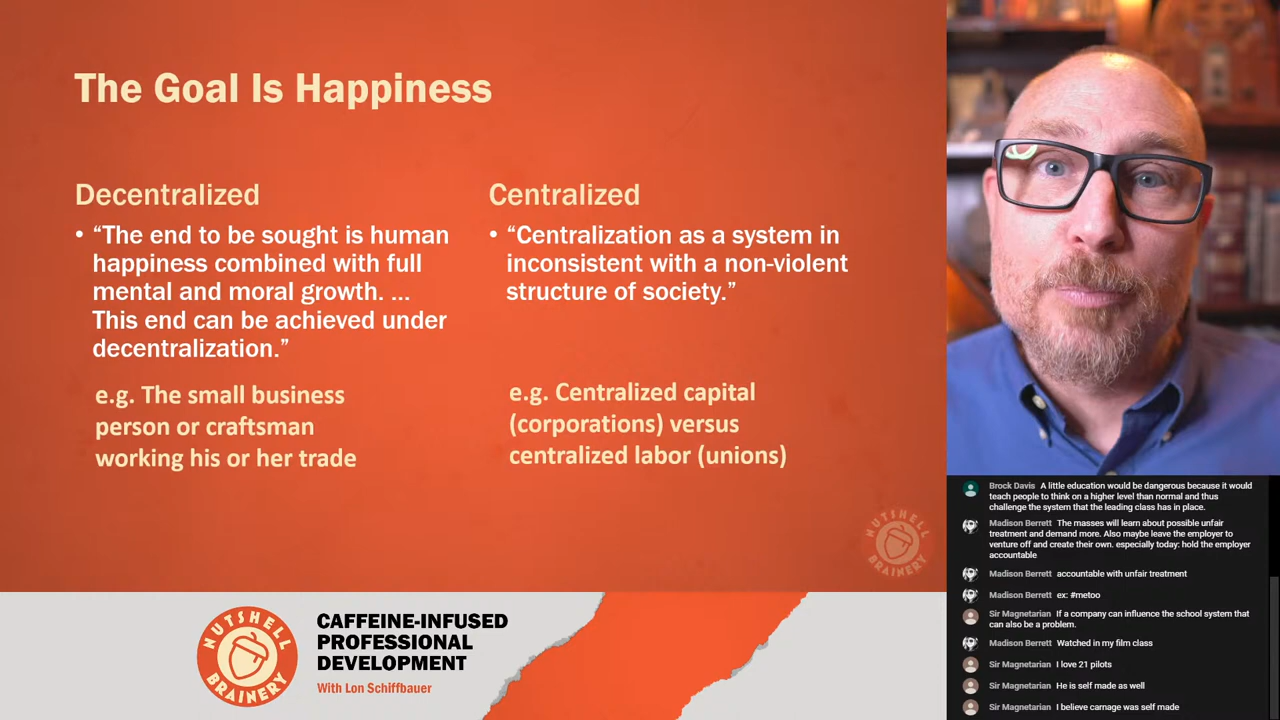 The Goal Is Happiness
Decentralized
• “The end to be sought is human
happiness combined with full
mental and moral growth. ...
This end can be achieved under
decentralization.”
e.g. The small business
person or craftsman
working his or her trade
Centralized
• “Centralization as a system in
inconsistent with a non-violent
structure of society.”
e.g. Centralized capital
(corporations) versus
centralized labor (unions)
NUTSHELL
BRAINERY
NUTSHELL
BRAINERY
CAFFEINE-INFUSED
PROFESSIONAL
DEVELOPMENT
With Lon Schiffbauer
Brock Davis A little education would be dangerous because it would
teach people to think on a higher level than normal and thus
challenge the system that the leading class has in place.
Madison Berrett The masses will learn about possible unfair
treatment and demand more. Also maybe leave the employer to
venture off and create their own. especially today: hold the employer
accountable
Madison Berrett accountable with unfair treatment
Madison Berrett ex: #metoo
Sir Magnetarian If a company can influence the school system that
can also be a problem.
Madison Berrett Watched in my film class
Sir Magnetarian I love 21 pilots
Sir Magnetarian He is self made as well
Sir Magnetarian I believe carnage was self made